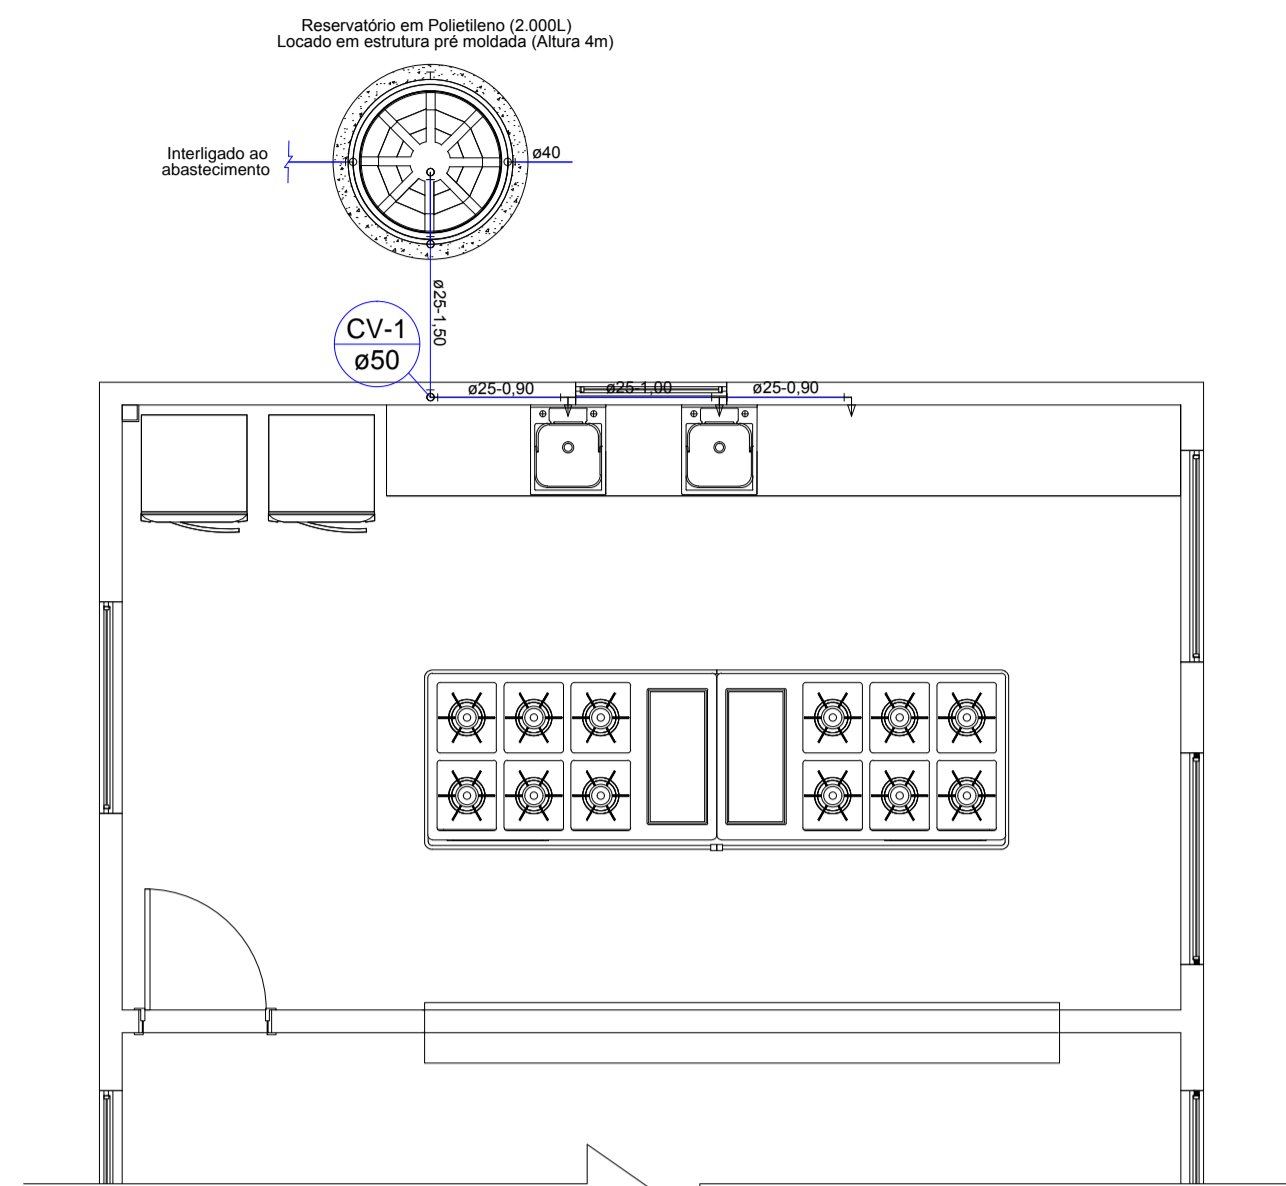 Reservatório em Polietileno (2.000L)
Locado em estrutura pré moldada (Altura 4m)
Interligado ao
abastecimento
ø40
ø25-1,50
CV-1
ø50
ø25-0,90
ø25-1,00
ø25-0,90